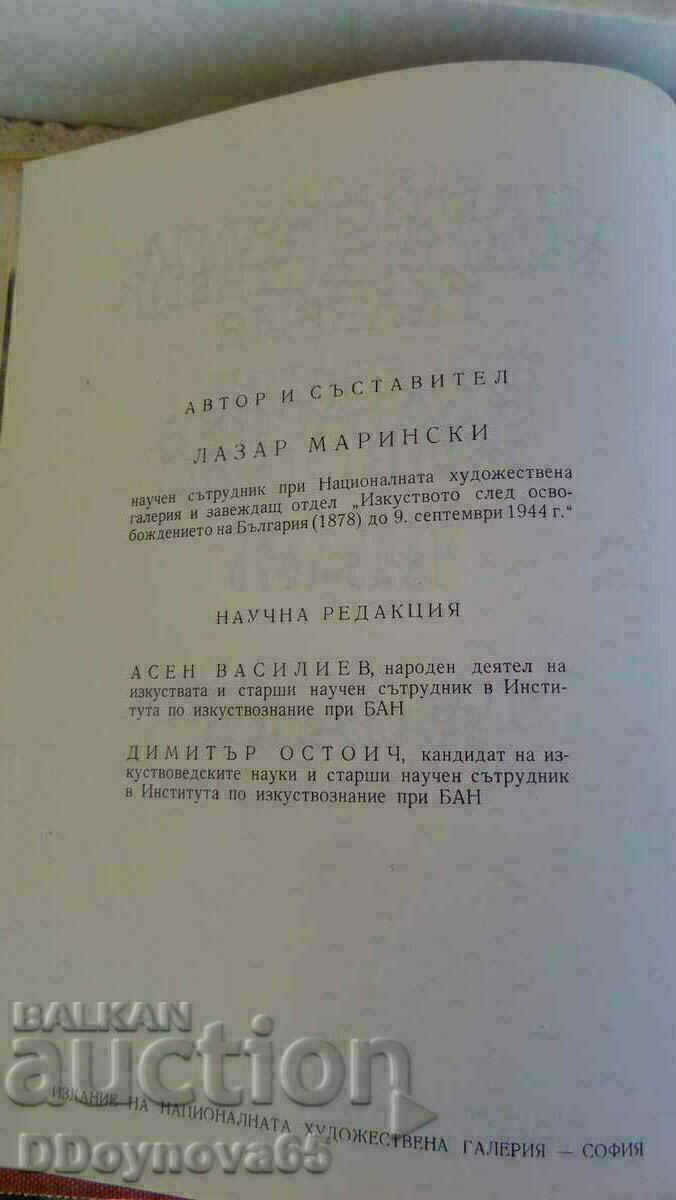 АВТОР И СЪСТАВИТЕЛ
ЛАЗАР МАРИНСКИ
научен сътрудник при Националната художествена
галерия и завеждащ отдел „Изкуството след осво-
бождението на България (1878) до 9. септември 1944 г.“
НАУЧНА РЕДАКЦИЯ
АСЕН ВАСИЛИЕВ, народен деятел на
изкуствата и старши научен сътрудник в Инсти-
тута по изкуствознание при БАН
ДИМИТЪР ОСТОИЧ, кандидат на из-
куствоведските науки и старши научен сътрудник
в Института по изкуствознание при БАН
BALKAN
auction
ИЗДАНИЕ НА НАЦИОНАЛНАТА ХУДОЖЕСТВЕНА ГАЛЕРИЯ — СОФИЯ
DDoynova65